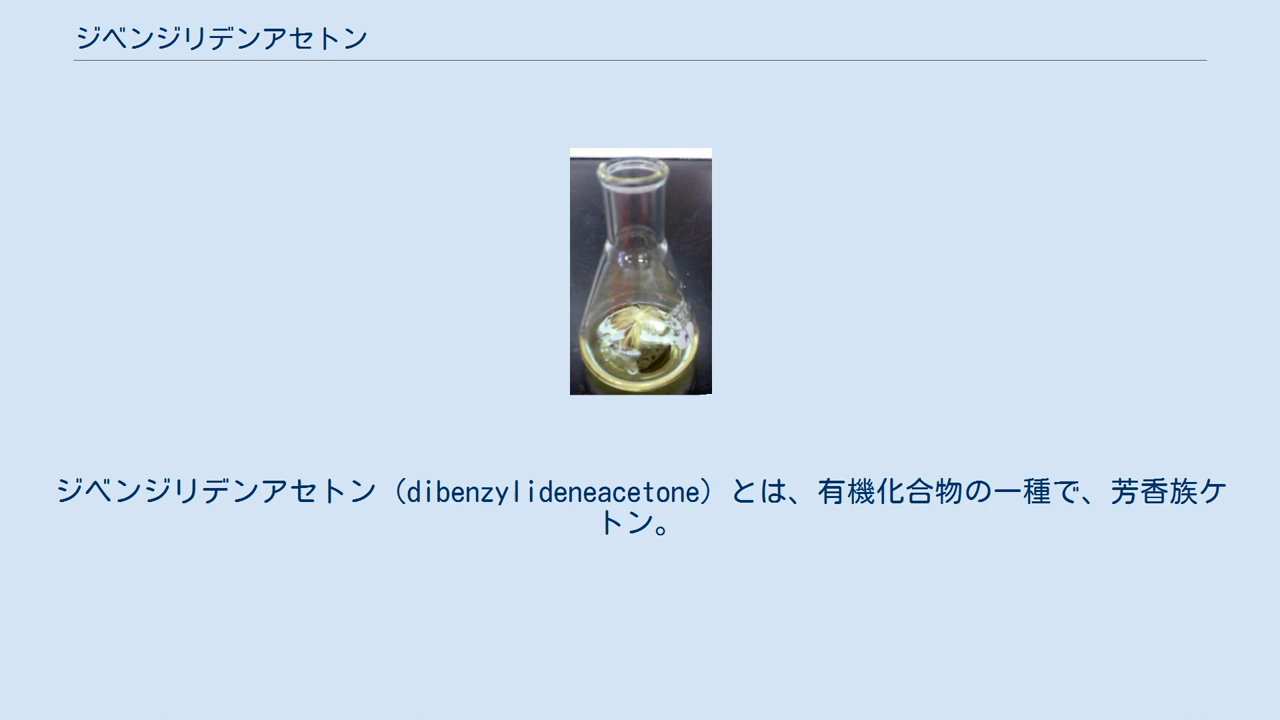 ジベンジリデンアセトン
ジベンジリデンアセトン（dibenzylideneacetone）とは、有機化合物の一種で、芳香族ケ
トン。